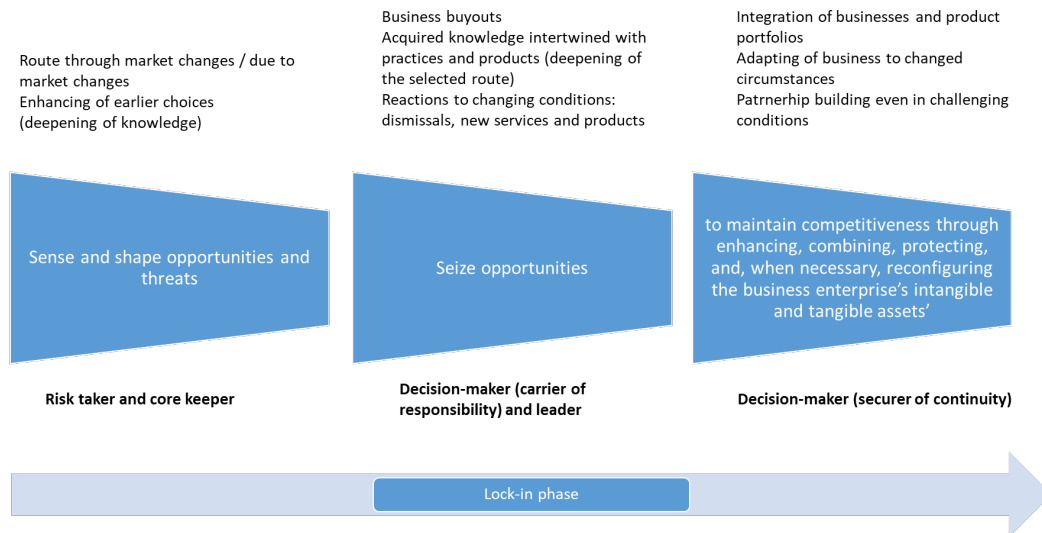 Route through market changes / due to
market changes
Enhancing of earlier choices
(deepening of knowledge)
Business buyouts
Acquired knowledge intertwined with
practices and products (deepening of
the selected route)
Reactions to changing conditions:
dismissals, new services and products
Integration of businesses and product
portfolios
Adapting of business to changed
circumstances
Patrnerhip building even in challenging
conditions
Sense and shape opportunities and
threats
Seize opportunities
to maintain competitiveness through
enhancing, combining, protecting,
and, when necessary, reconfiguring
the business enterprise’s intangible
and tangible assets’
Risk taker and core keeper
Decision-maker (carrier of
responsibility) and leader
Decision-maker (securer of continuity)
Lock-in phase